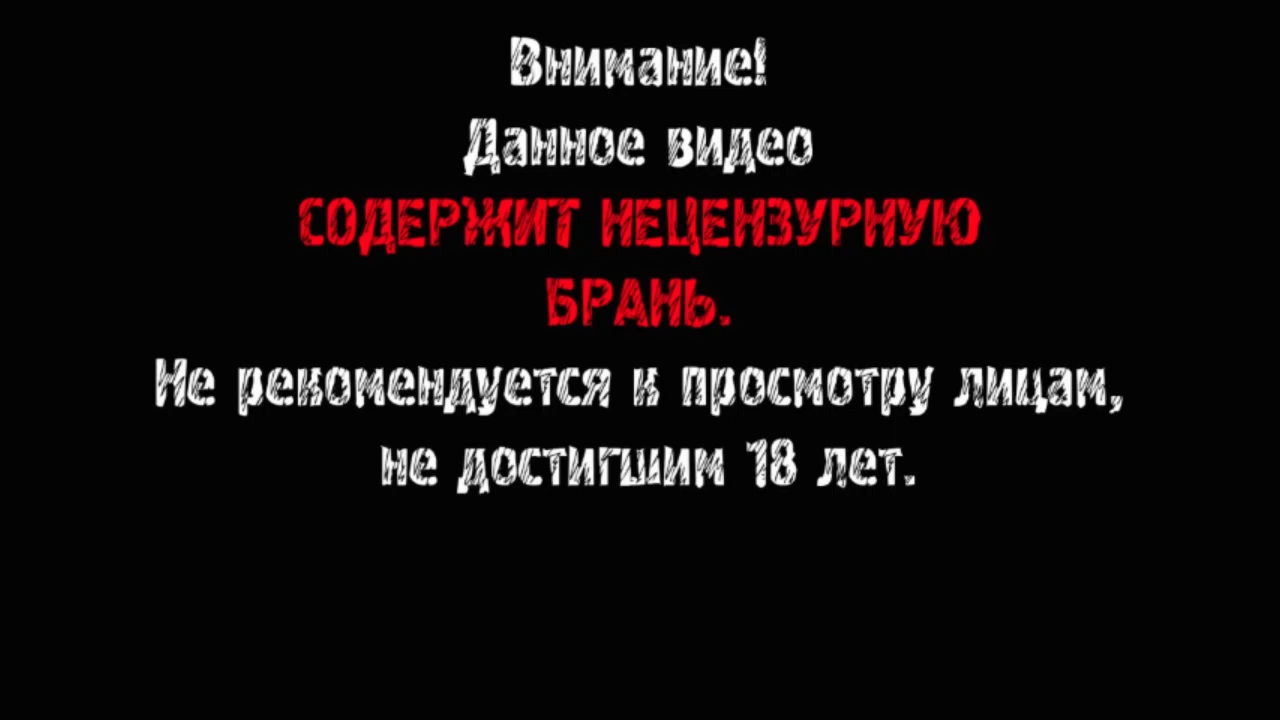 Внимание!
Данное видео
СОДЕРЖИТ НЕЦЕНЗУРНУЮ
БРАНЬ.
Не рекомендуется к просмотру лицам,
не достигшим 18 лет.